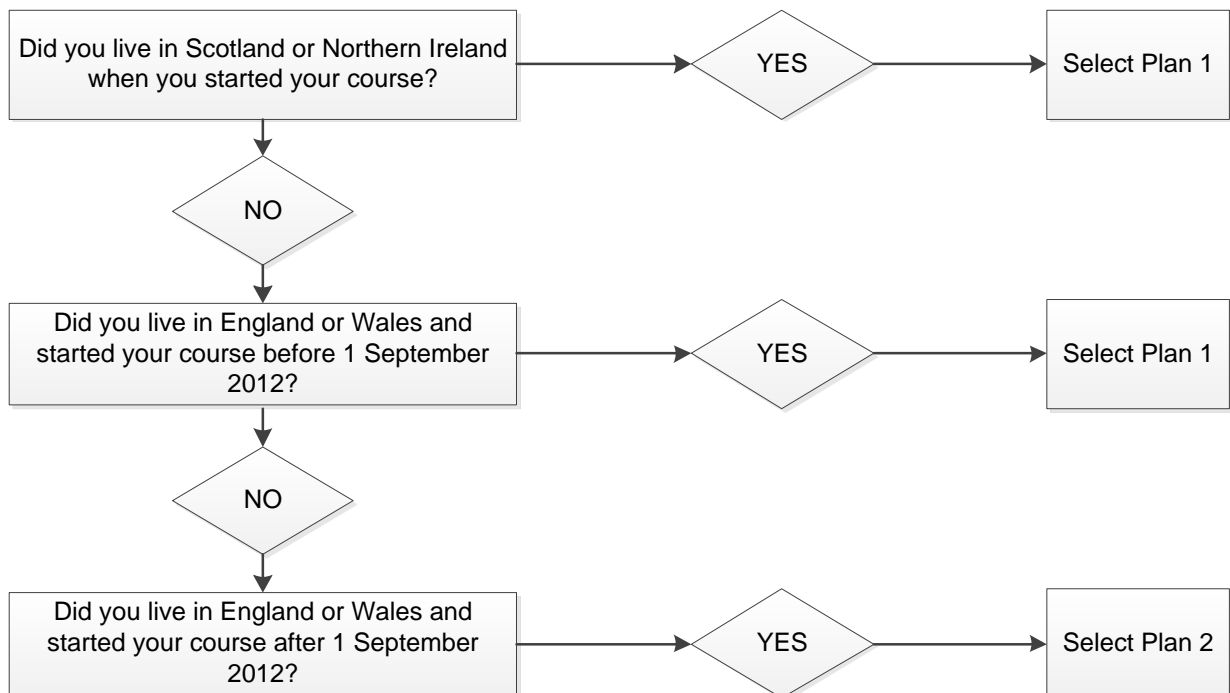 Did you live in Scotland or Northern Ireland
when you started your course?
YES
Select Plan 1
NO
Did you live in England or Wales and
started your course before 1 September
2012?
YES
Select Plan 1
NO
Did you live in England or Wales and
started your course after 1 September
2012?
YES
Select Plan 2